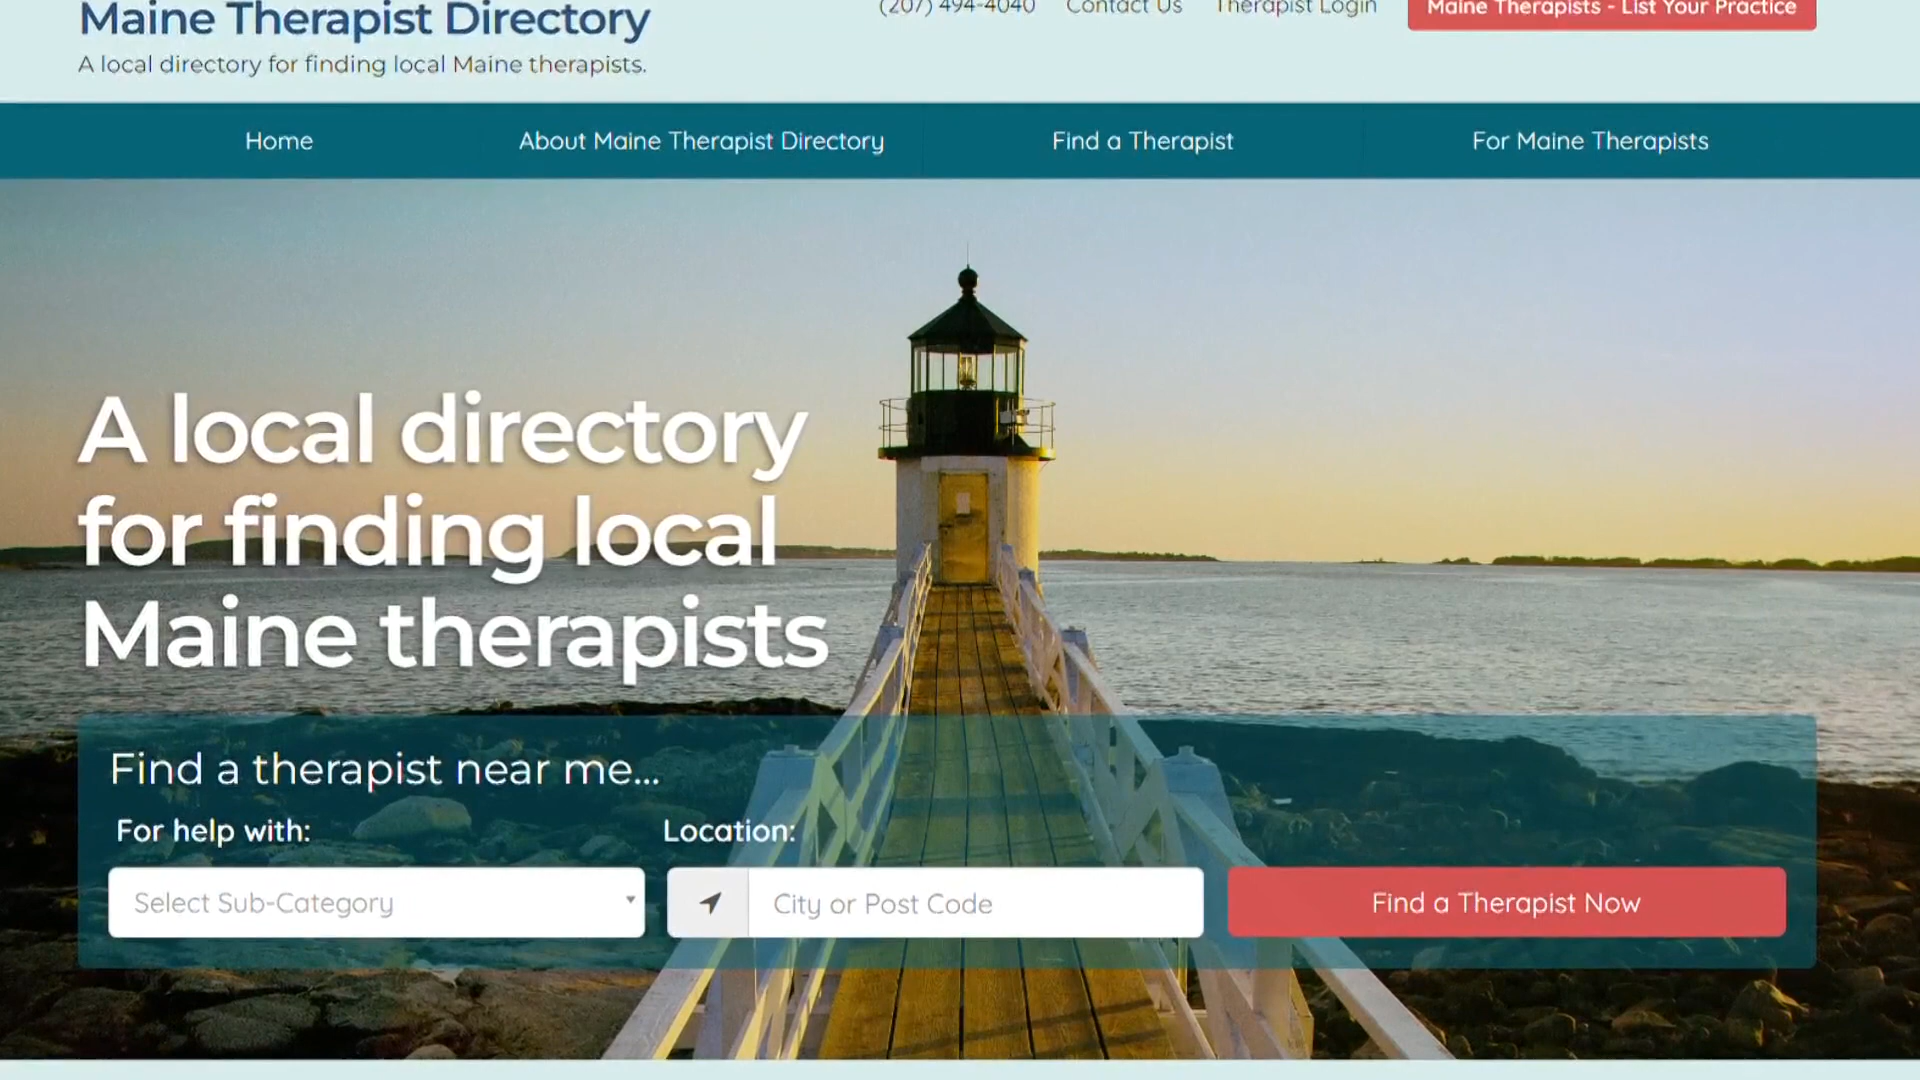 Maine Therapist Directory
A local directory for finding local Maine therapists.
(207) 494-4040 Contact Us Therapist Login Maine Therapists - List Your Practice
Home About Maine Therapist Directory Find a Therapist For Maine Therapists
A local directory
for finding local
Maine therapists
Find a therapist near me...
For help with: Location:
Select Sub-Category City or Post Code Find a Therapist Now